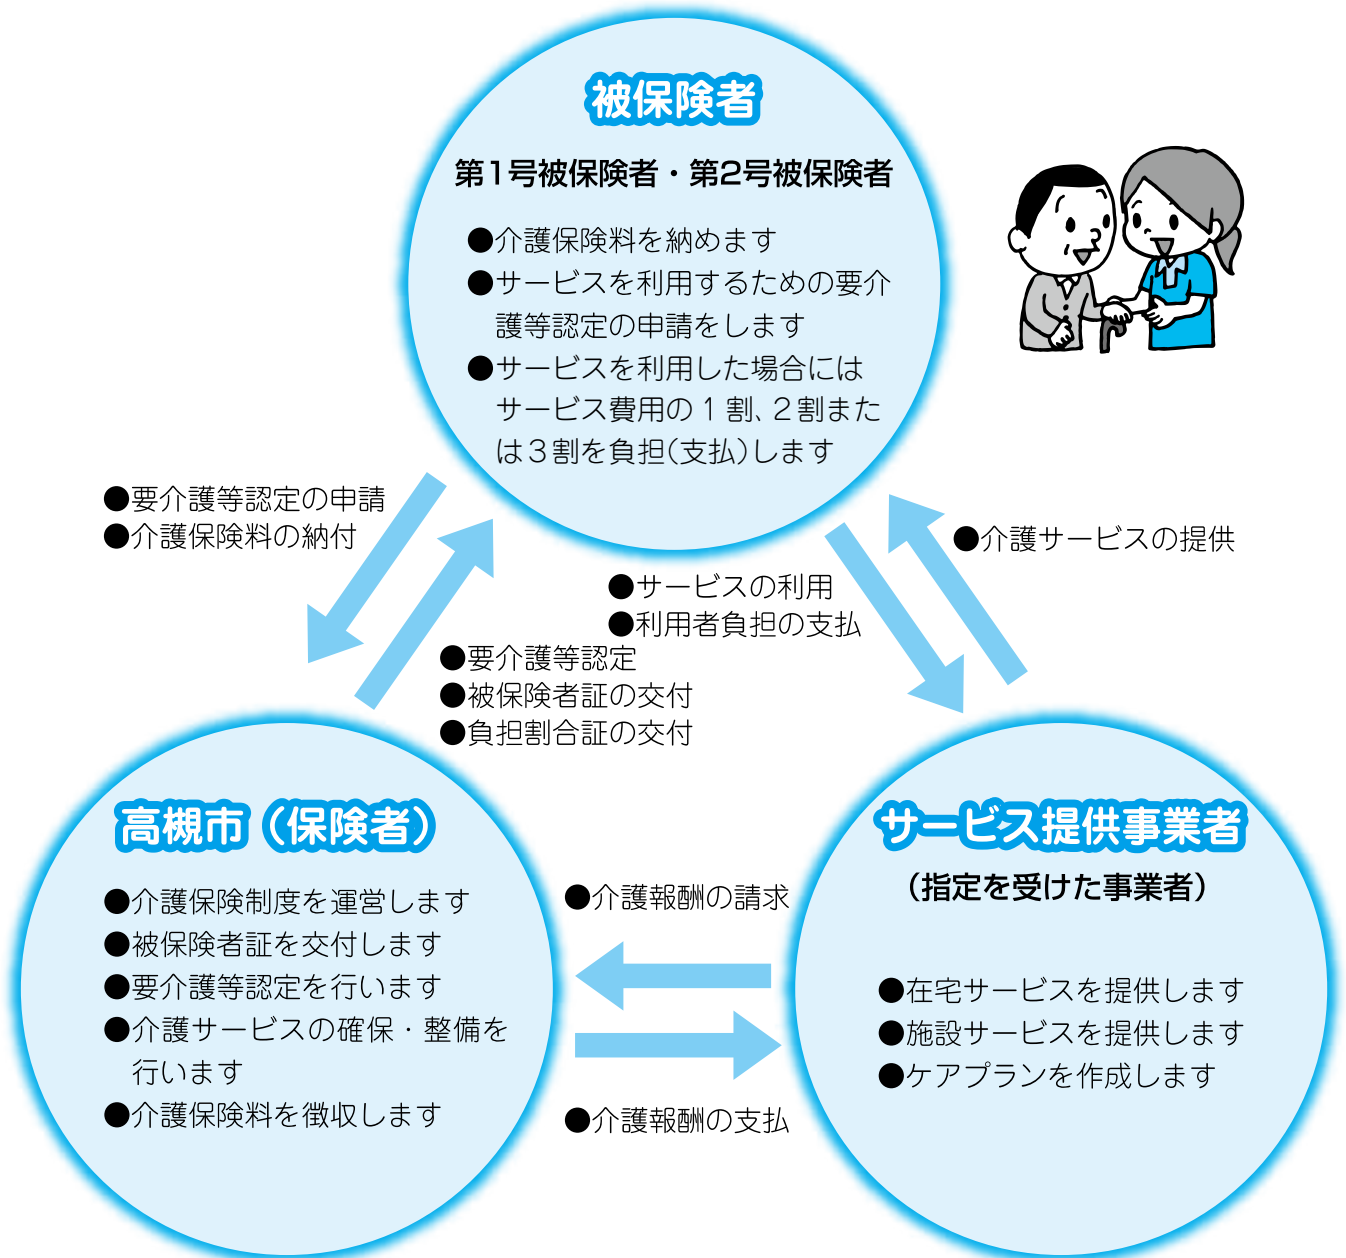 被保険者
第1号被保険者・第2号被保険者
●介護保険料を納めます
●サービスを利用するための要介
護等認定の申請をします
●サービスを利用した場合には
サービス費用の１割、２割また
は３割を負担（支払）します
●要介護等認定の申請
●介護保険料の納付
●介護サービスの提供
●サービスの利用
●利用者負担の支払
●要介護等認定
●被保険者証の交付
●負担割合証の交付
高槻市（保険者）
●介護保険制度を運営します
●被保険者証を交付します
●要介護等認定を行います
●介護サービスの確保・整備を
行います
●介護保険料を徴収します
●介護報酬の請求
●介護報酬の支払
サービス提供事業者
（指定を受けた事業者）
●在宅サービスを提供します
●施設サービスを提供します
●ケアプランを作成します